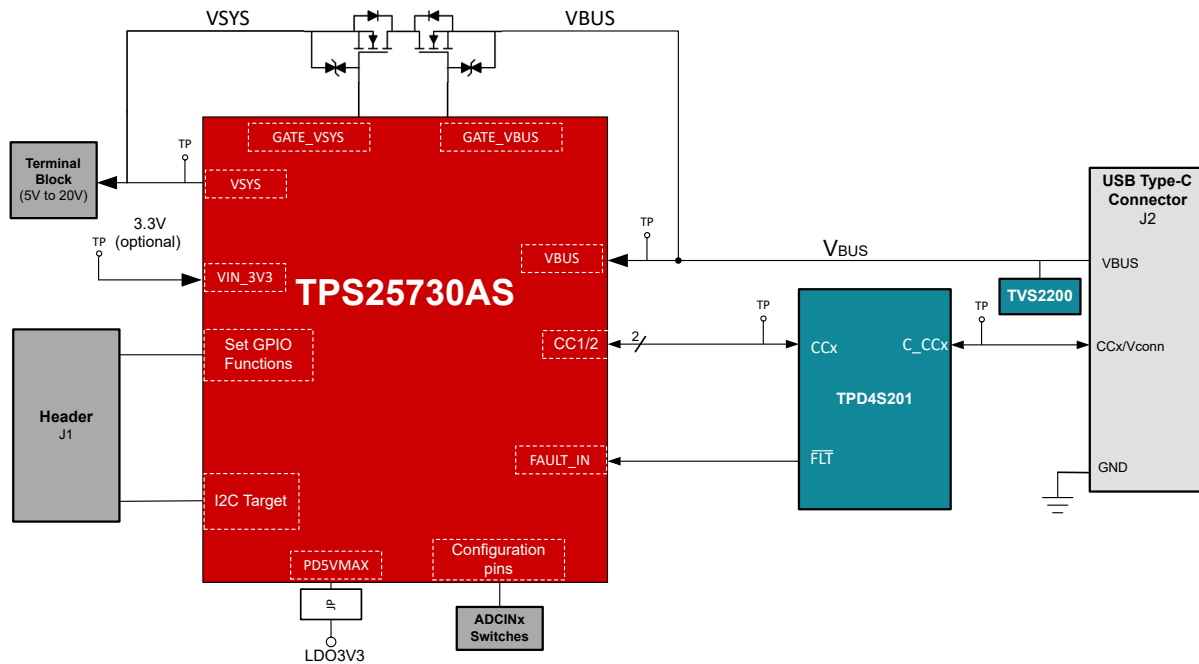 VSYS
VBUS
GATE_VSYS
GATE_VBUS
TP
Terminal
Block
(5V to 20V)
VSYS
3.3V
(optional)
TP
VIN_3V3
TPS25730AS
TP
VBUS
VBUS
USB Type-C
Connector
J2
VBUS
TVS2200
Set GPIO
Functions
CC1/2
2
TP
CCx
C_CCx
TP
CCx/Vconn
TPD4S201
Header
J1
FAULT_IN
FLT
GND
I2C Target
PD5VMAX
Configuration
pins
JP
LDO3V3
ADCINx
Switches